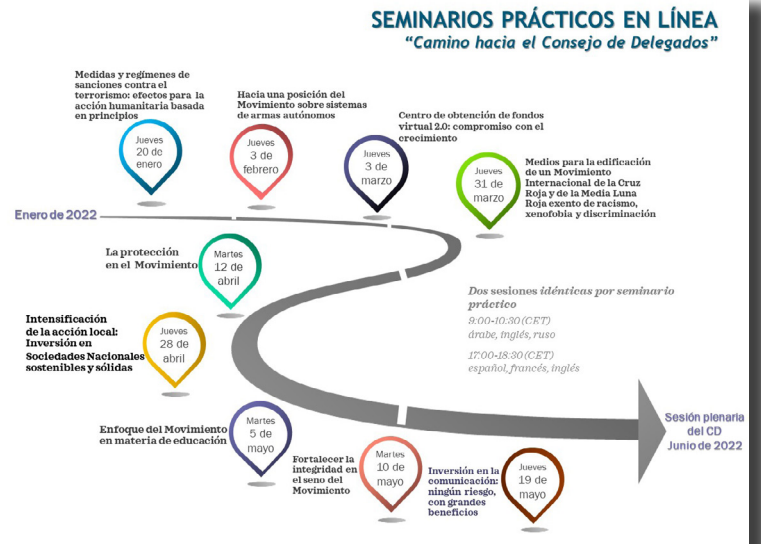 SEMINARIOS PRÁCTICOS EN LÍNEA
“Camino hacia el Consejo de Delegados”
Medidas y regímenes de
sanciones contra el
terrorismo: efectos para la
acción humanitaria basada
en principios
Jueves
20 de
enero
Hacia una posición del
Movimiento sobre sistemas
de armas autónomos
Jueves
3 de
febrero
Centro de obtención de fondos
virtual 2.0: compromiso con el
crecimiento
Jueves
3 de
marzo
Medios para la edificación
de un Movimiento
Internacional de la Cruz
Roja y de la Media Luna
Roja exento de racismo,
xenofobia y discriminación
Jueves
31 de
marzo
Enero de 2022
La protección
en el Movimiento
Martes
12 de
abril
Intensificación
de la acción local:
Inversión en
Sociedades Nacionales
sostenibles y sólidas
Jueves
28 de
abril
Dos sesiones idénticas por seminario
práctico
9:00-10:30 (CET)
árabe, inglés, ruso
17:00-18:30 (CET)
español, francés, inglés
Enfoque del Movimiento
en materia de educación
Martes
5 de
mayo
Fortalecer la
integridad en
el seno del
Movimiento
Martes
10 de
mayo
Inversión en la
comunicación:
ningún riesgo,
con grandes
beneficios
Jueves
19 de
mayo
Sesión plenaria
del CD
Junio de 2022